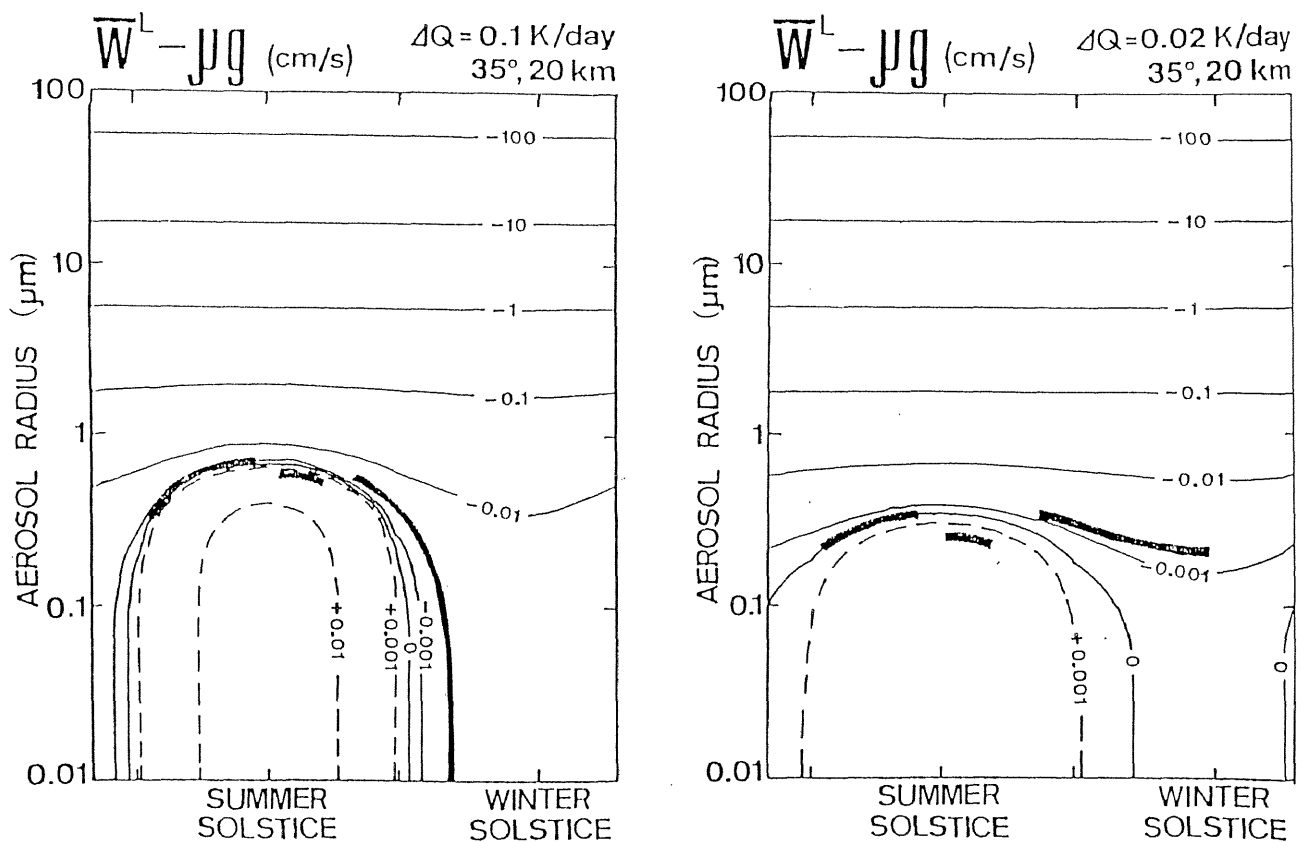 W̅ᴸ – μg (cm/s)
ΔQ = 0.1 K/day
35°, 20 km
AEROSOL RADIUS (μm)
100
10
1
0.1
0.01
-100
-10
-1
-0.1
-0.01
+0.01
+0.001
0
-0.001
SUMMER
SOLSTICE
WINTER
SOLSTICE
W̅ᴸ – μg (cm/s)
ΔQ = 0.02 K/day
35°, 20 km
AEROSOL RADIUS (μm)
100
10
1
0.1
0.01
-100
-10
-1
-0.1
-0.01
-0.001
+0.001
0
0
SUMMER
SOLSTICE
WINTER
SOLSTICE